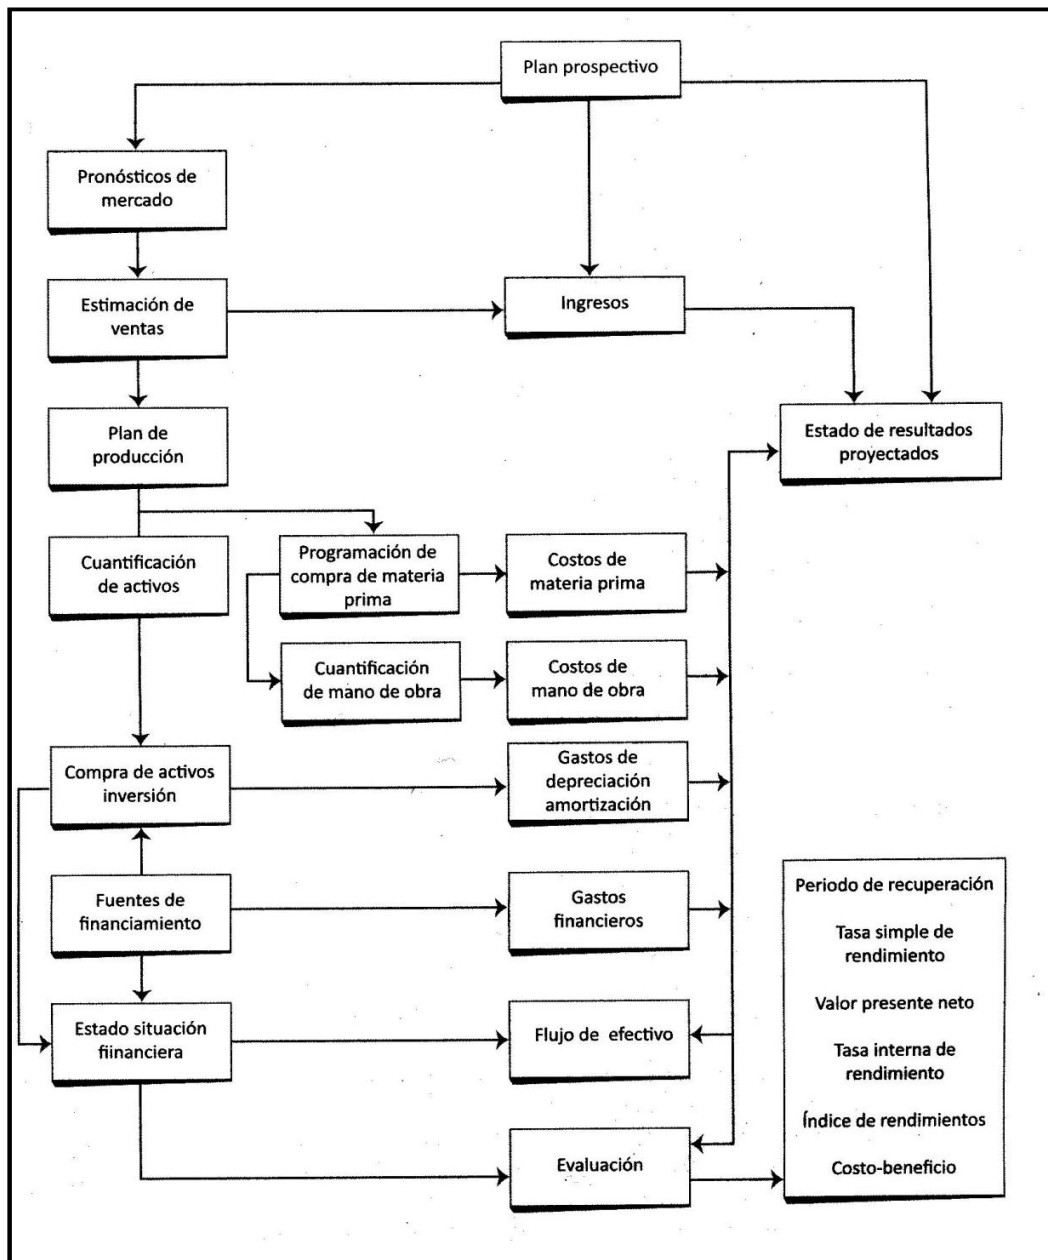 Plan prospectivo
Pronósticos de
mercado
Estimación de
ventas
Ingresos
Plan de
producción
Estado de resultados
proyectados
Cuantificación
de activos
Programación de
compra de materia
prima
Costos de
materia prima
Cuantificación
de mano de obra
Costos de
mano de obra
Compra de activos
inversión
Gastos de
depreciación
amortización
Fuentes de
financiamiento
Gastos
financieros
Estado situación
fiinanciera
Flujo de efectivo
Evaluación
Periodo de recuperación
Tasa simple de
rendimiento
Valor presente neto
Tasa interna de
rendimiento
Índice de rendimientos
Costo-beneficio